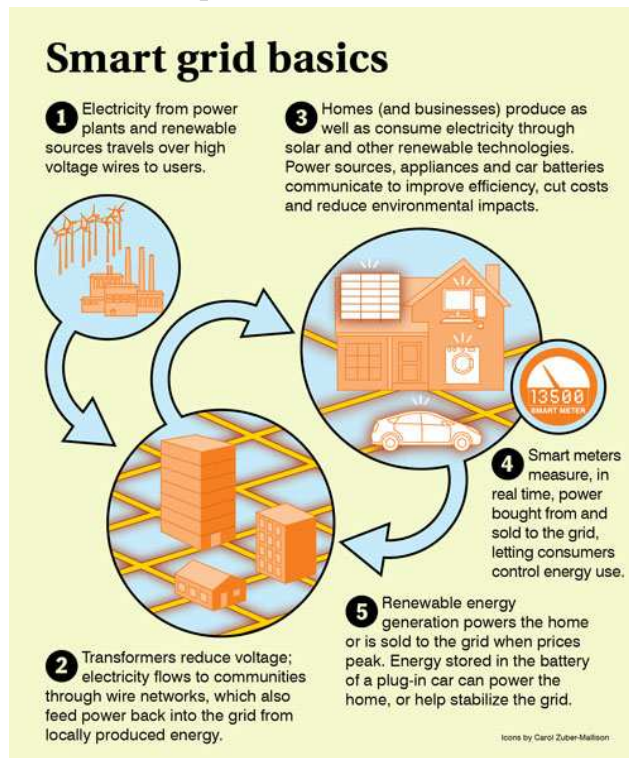 Smart grid basics
1 Electricity from power
plants and renewable
sources travels over high
voltage wires to users.
3 Homes (and businesses) produce as
well as consume electricity through
solar and other renewable technologies.
Power sources, appliances and car batteries
communicate to improve efficiency, cut costs
and reduce environmental impacts.
13500
SMART METER
4 Smart meters
measure, in
real time, power
bought from and
sold to the grid,
letting consumers
control energy use.
5 Renewable energy
generation powers the home
or is sold to the grid when prices
peak. Energy stored in the battery
of a plug-in car can power the
home, or help stabilize the grid.
2 Transformers reduce voltage;
electricity flows to communities
through wire networks, which also
feed power back into the grid from
locally produced energy.
Icons by Carol Zuber-Mallison